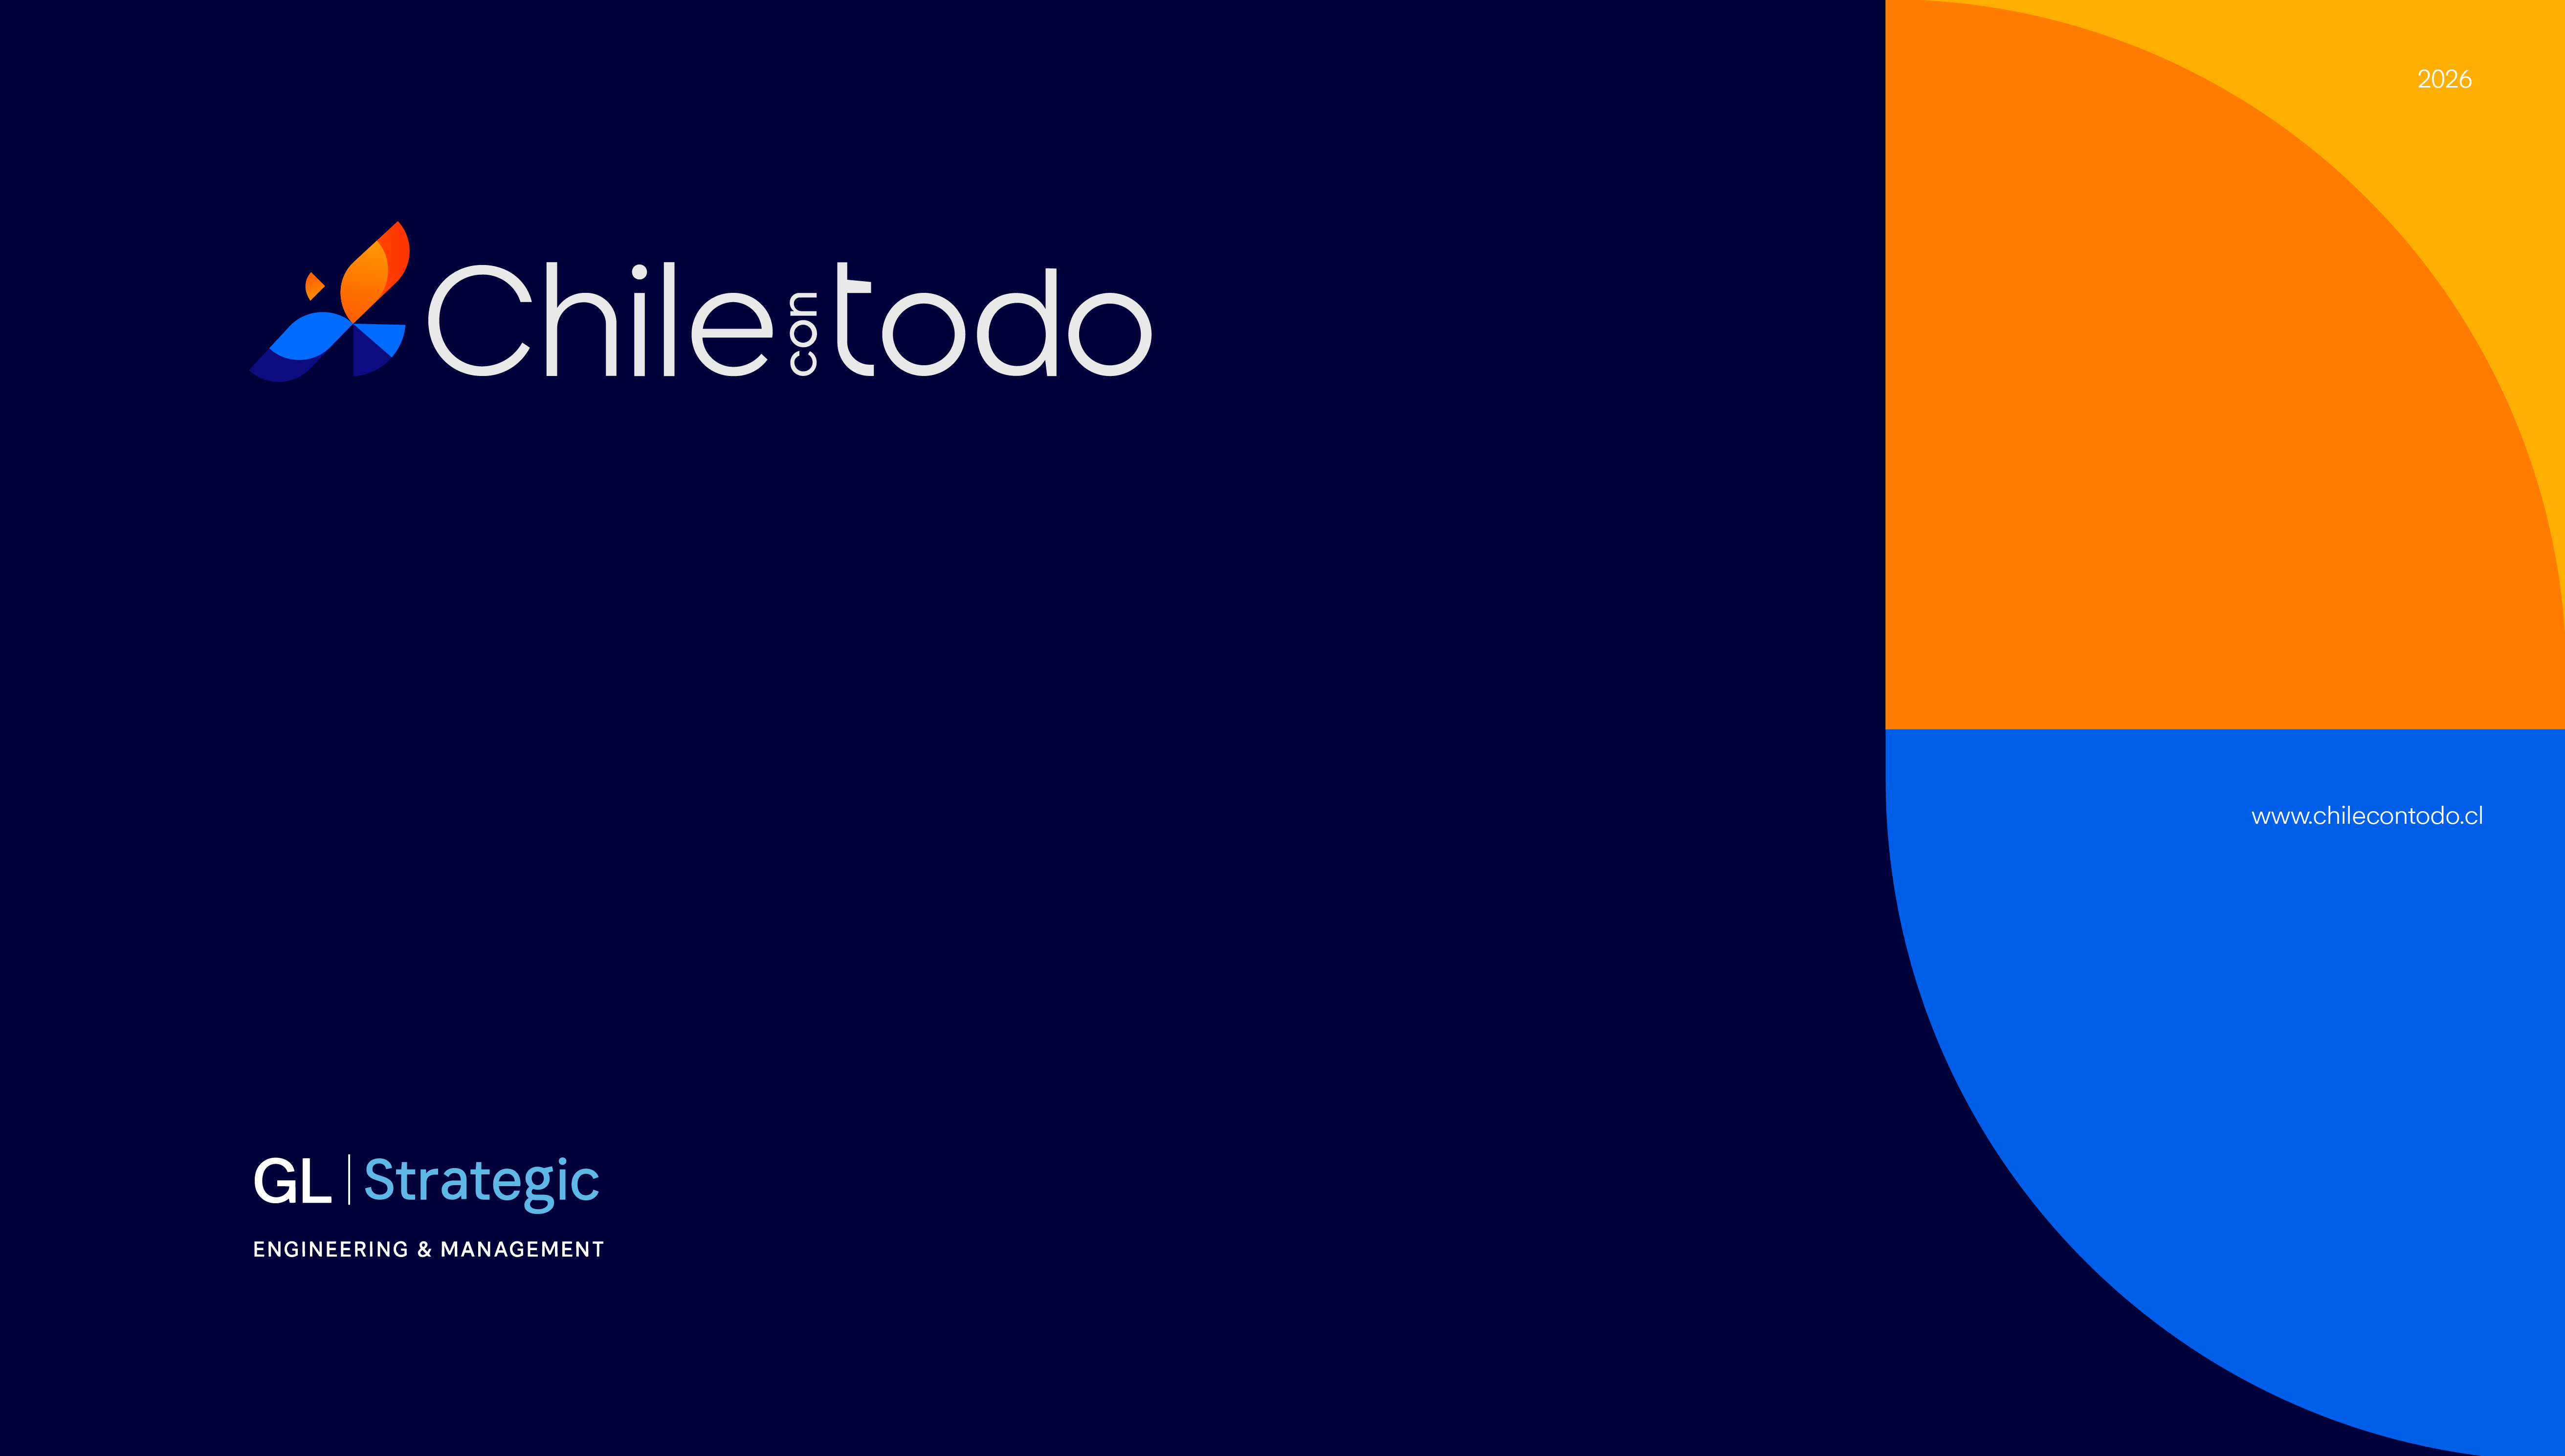 2026
Chile con todo
www.chilecontodo.cl
GL | Strategic
ENGINEERING & MANAGEMENT